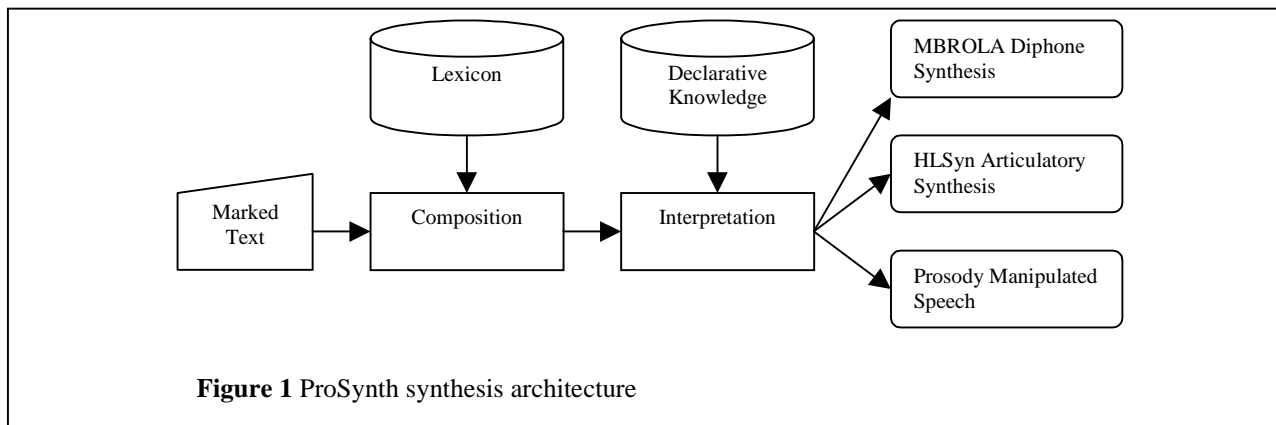 Lexicon
Declarative
Knowledge
MBROLA Diphone
Synthesis
HLSyn Articulatory
Synthesis
Marked
Text
Composition
Interpretation
Prosody Manipulated
Speech
Figure 1 ProSynth synthesis architecture